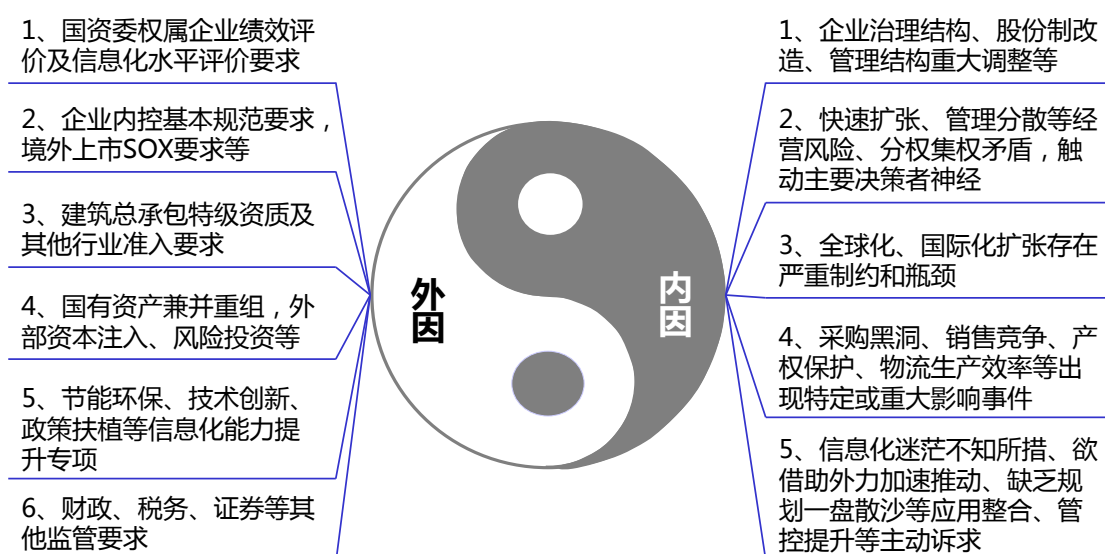 1、国资委权属企业绩效评
价及信息化水平评价要求
2、企业内控基本规范要求，
境外上市SOX要求等
3、建筑总承包特级资质及
其他行业准入要求
4、国有资产兼并重组，外
部资本注入、风险投资等
5、节能环保、技术创新、
政策扶植等信息化能力提
升专项
6、财政、税务、证券等其
他监管要求
外因
内因
1、企业治理结构、股份制改
造、管理结构重大调整等
2、快速扩张、管理分散等经
营风险、分权集权矛盾，触
动主要决策者神经
3、全球化、国际化扩张存在
严重制约和瓶颈
4、采购黑洞、销售竞争、产
权保护、物流生产效率等出
现特定或重大影响事件
5、信息化迷茫不知所措、欲
借助外力加速推动、缺乏规
划一盘散沙等应用整合、管
控提升等主动诉求